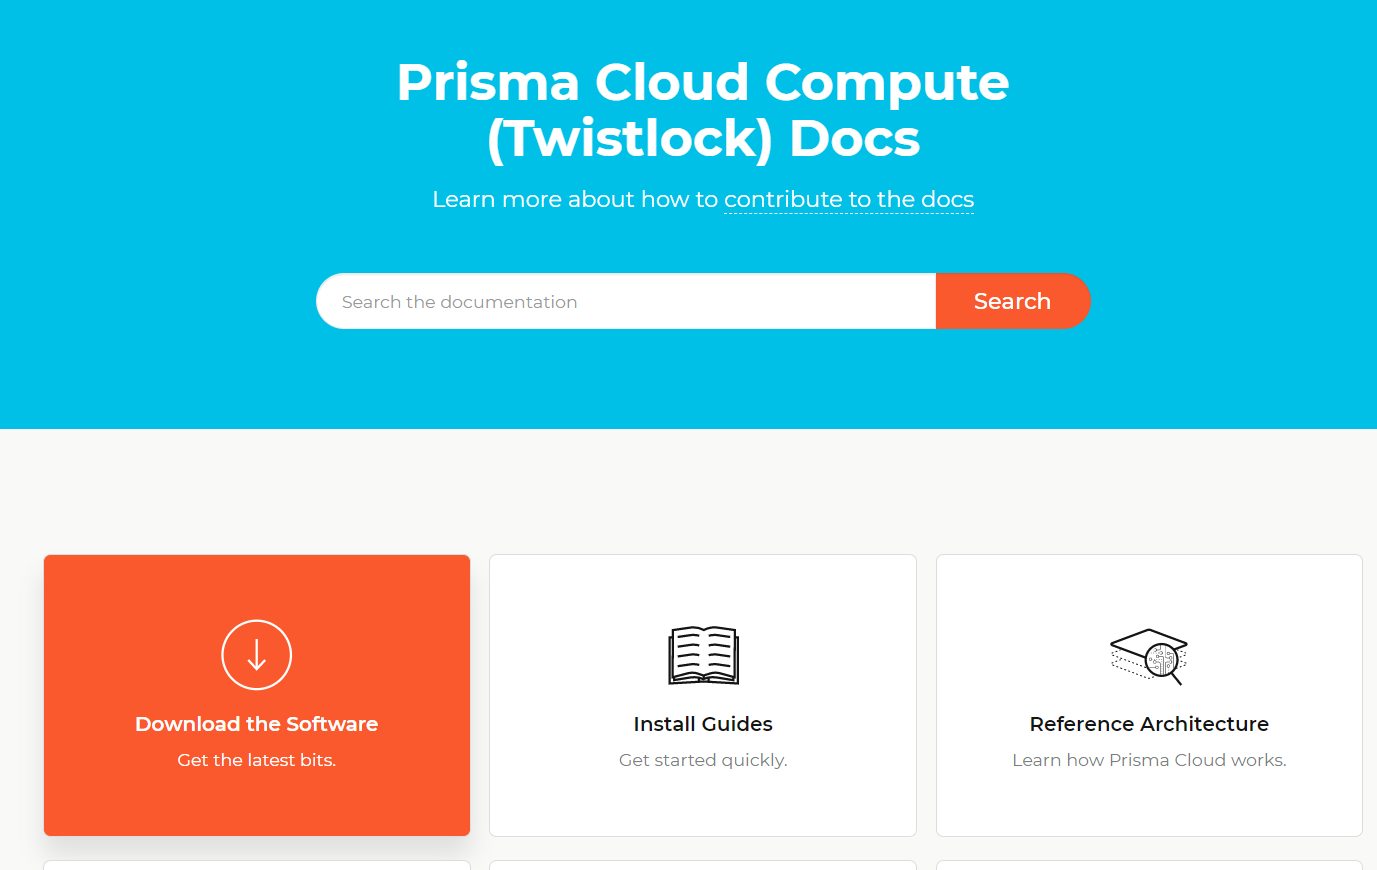 Prisma Cloud Compute
(Twistlock) Docs
Learn more about how to contribute to the docs
Search the documentation
Search
Download the Software
Get the latest bits.
Install Guides
Get started quickly.
Reference Architecture
Learn how Prisma Cloud works.